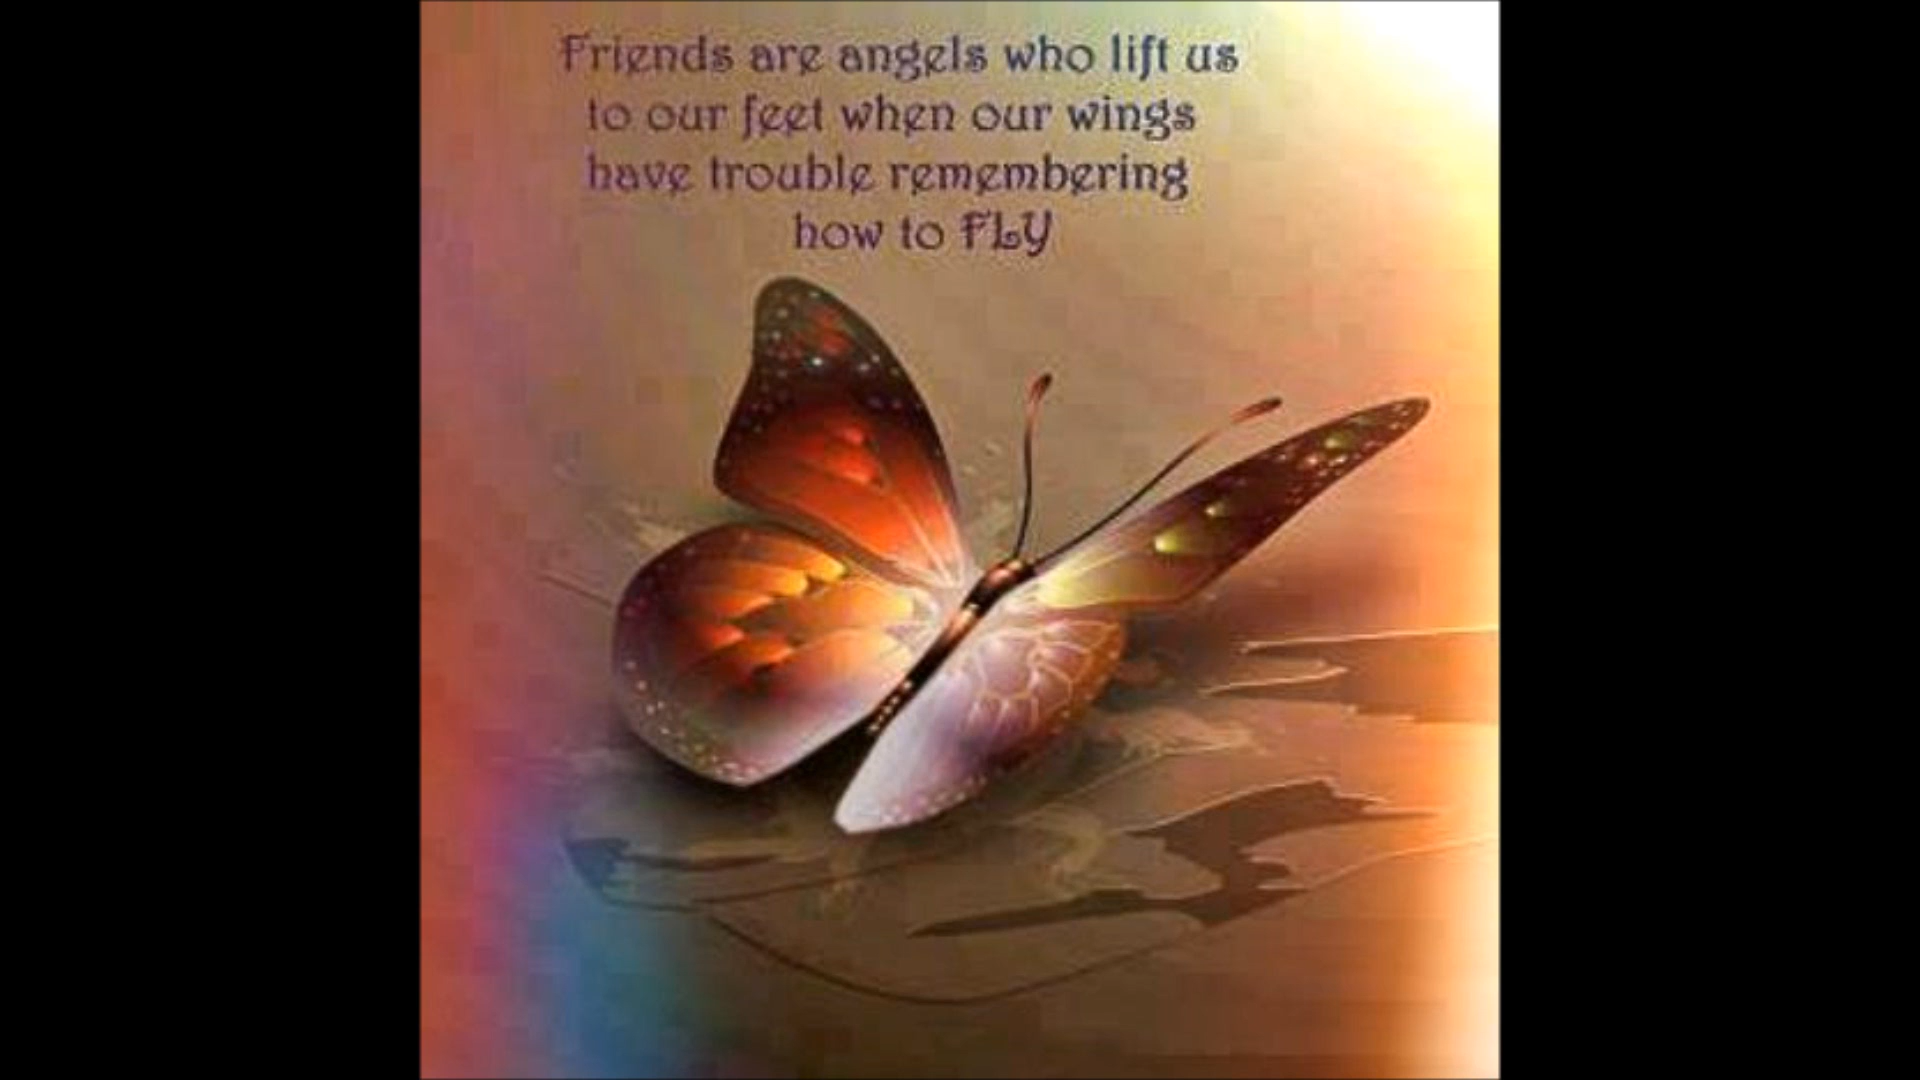 Friends are angels who lift us
to our feet when our wings
have trouble remembering
how to FLY